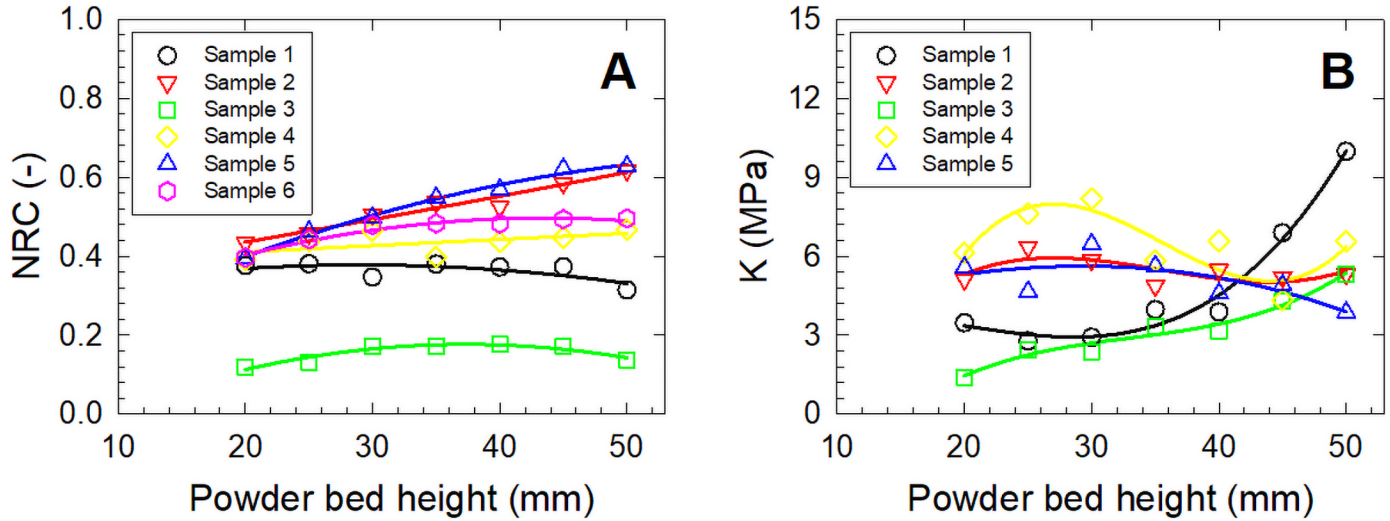 A
Sample 1
Sample 2
Sample 3
Sample 4
Sample 5
Sample 6
NRC (-)
1.0
0.8
0.6
0.4
0.2
0.0
10
20
30
40
50
Powder bed height (mm)
B
Sample 1
Sample 2
Sample 3
Sample 4
Sample 5
K (MPa)
15
12
9
6
3
0
10
20
30
40
50
Powder bed height (mm)